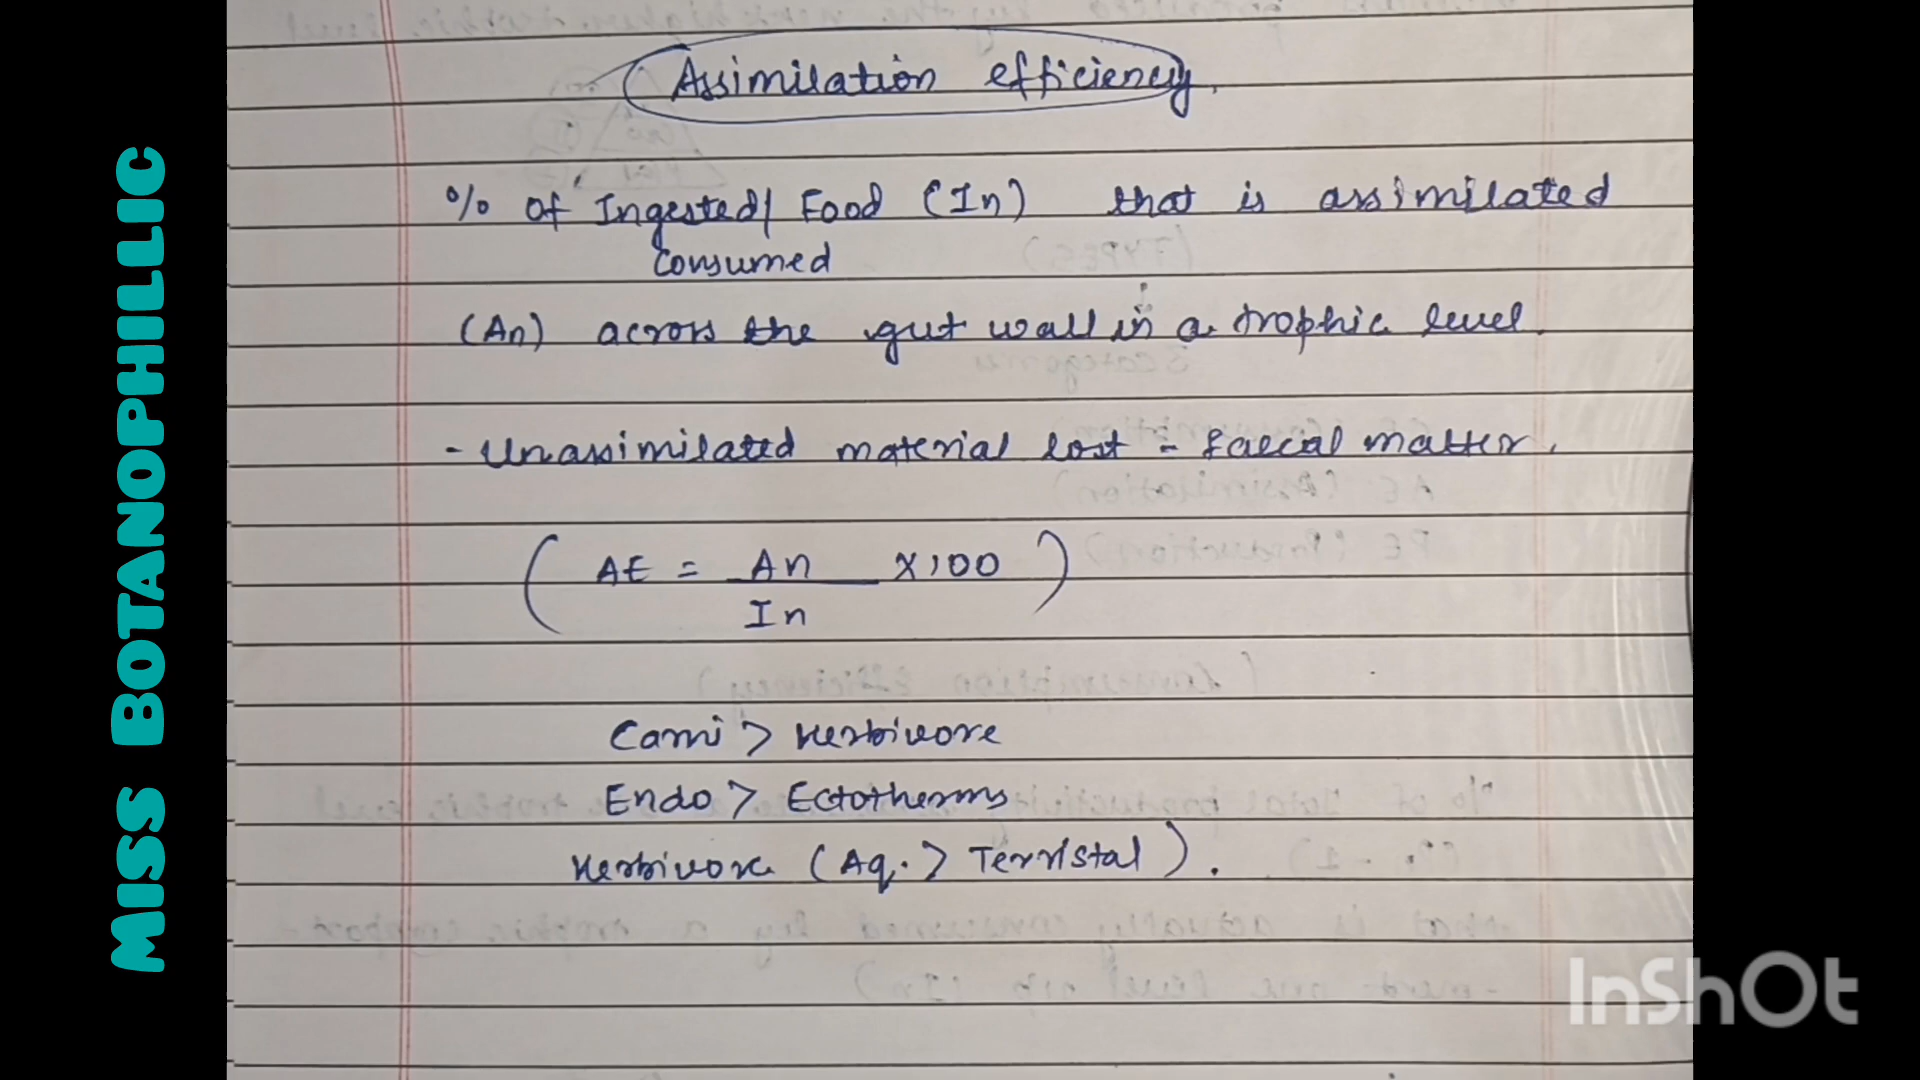 MISS BOTANOPHILLIC
Assimilation efficiency.
% of Ingested/ Food (In) that is assimilated
consumed
(An) across the gut wall in a trophic level.
- Unassimilated material lost - faecal matter.
( AE = An x100 )
In
Carni > Herbivore
Endo > Ectotherms
Herbivore (Aq. > Terristal).
InShOt